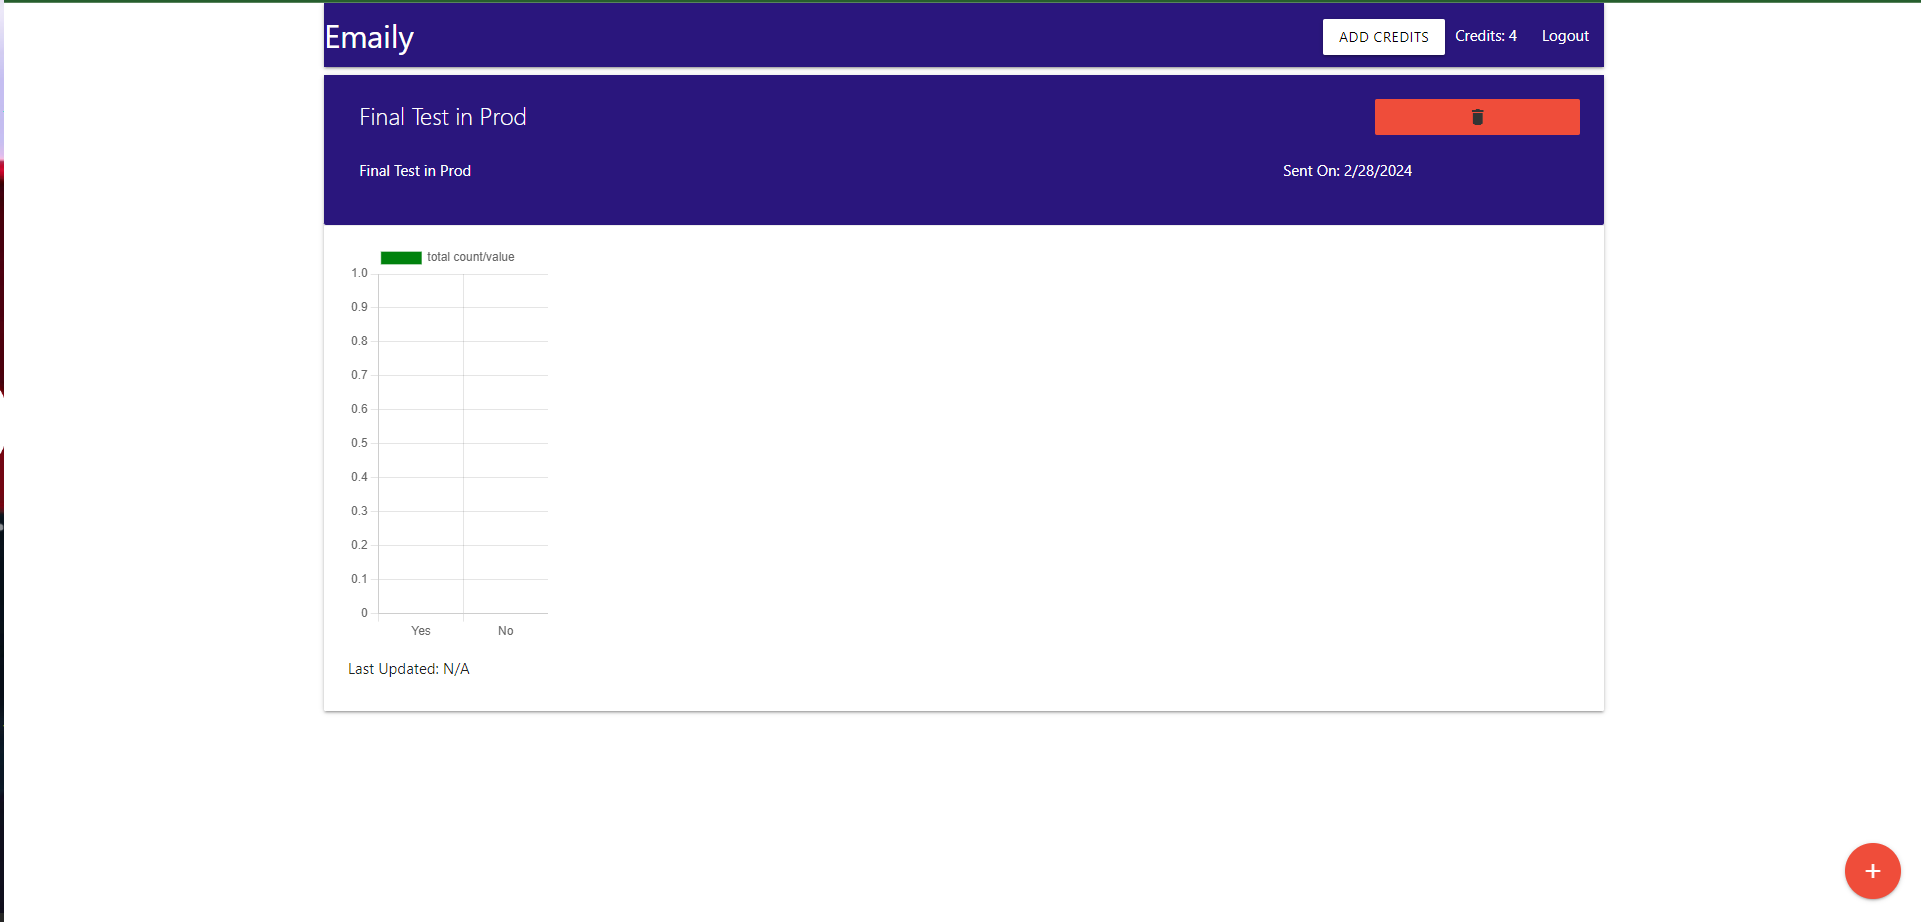 Emaily
ADD CREDITS Credits: 4 Logout
Final Test in Prod
Final Test in Prod Sent On: 2/28/2024
total count/value
1.0
0.9
0.8
0.7
0.6
0.5
0.4
0.3
0.2
0.1
0
Yes No
Last Updated: N/A
+